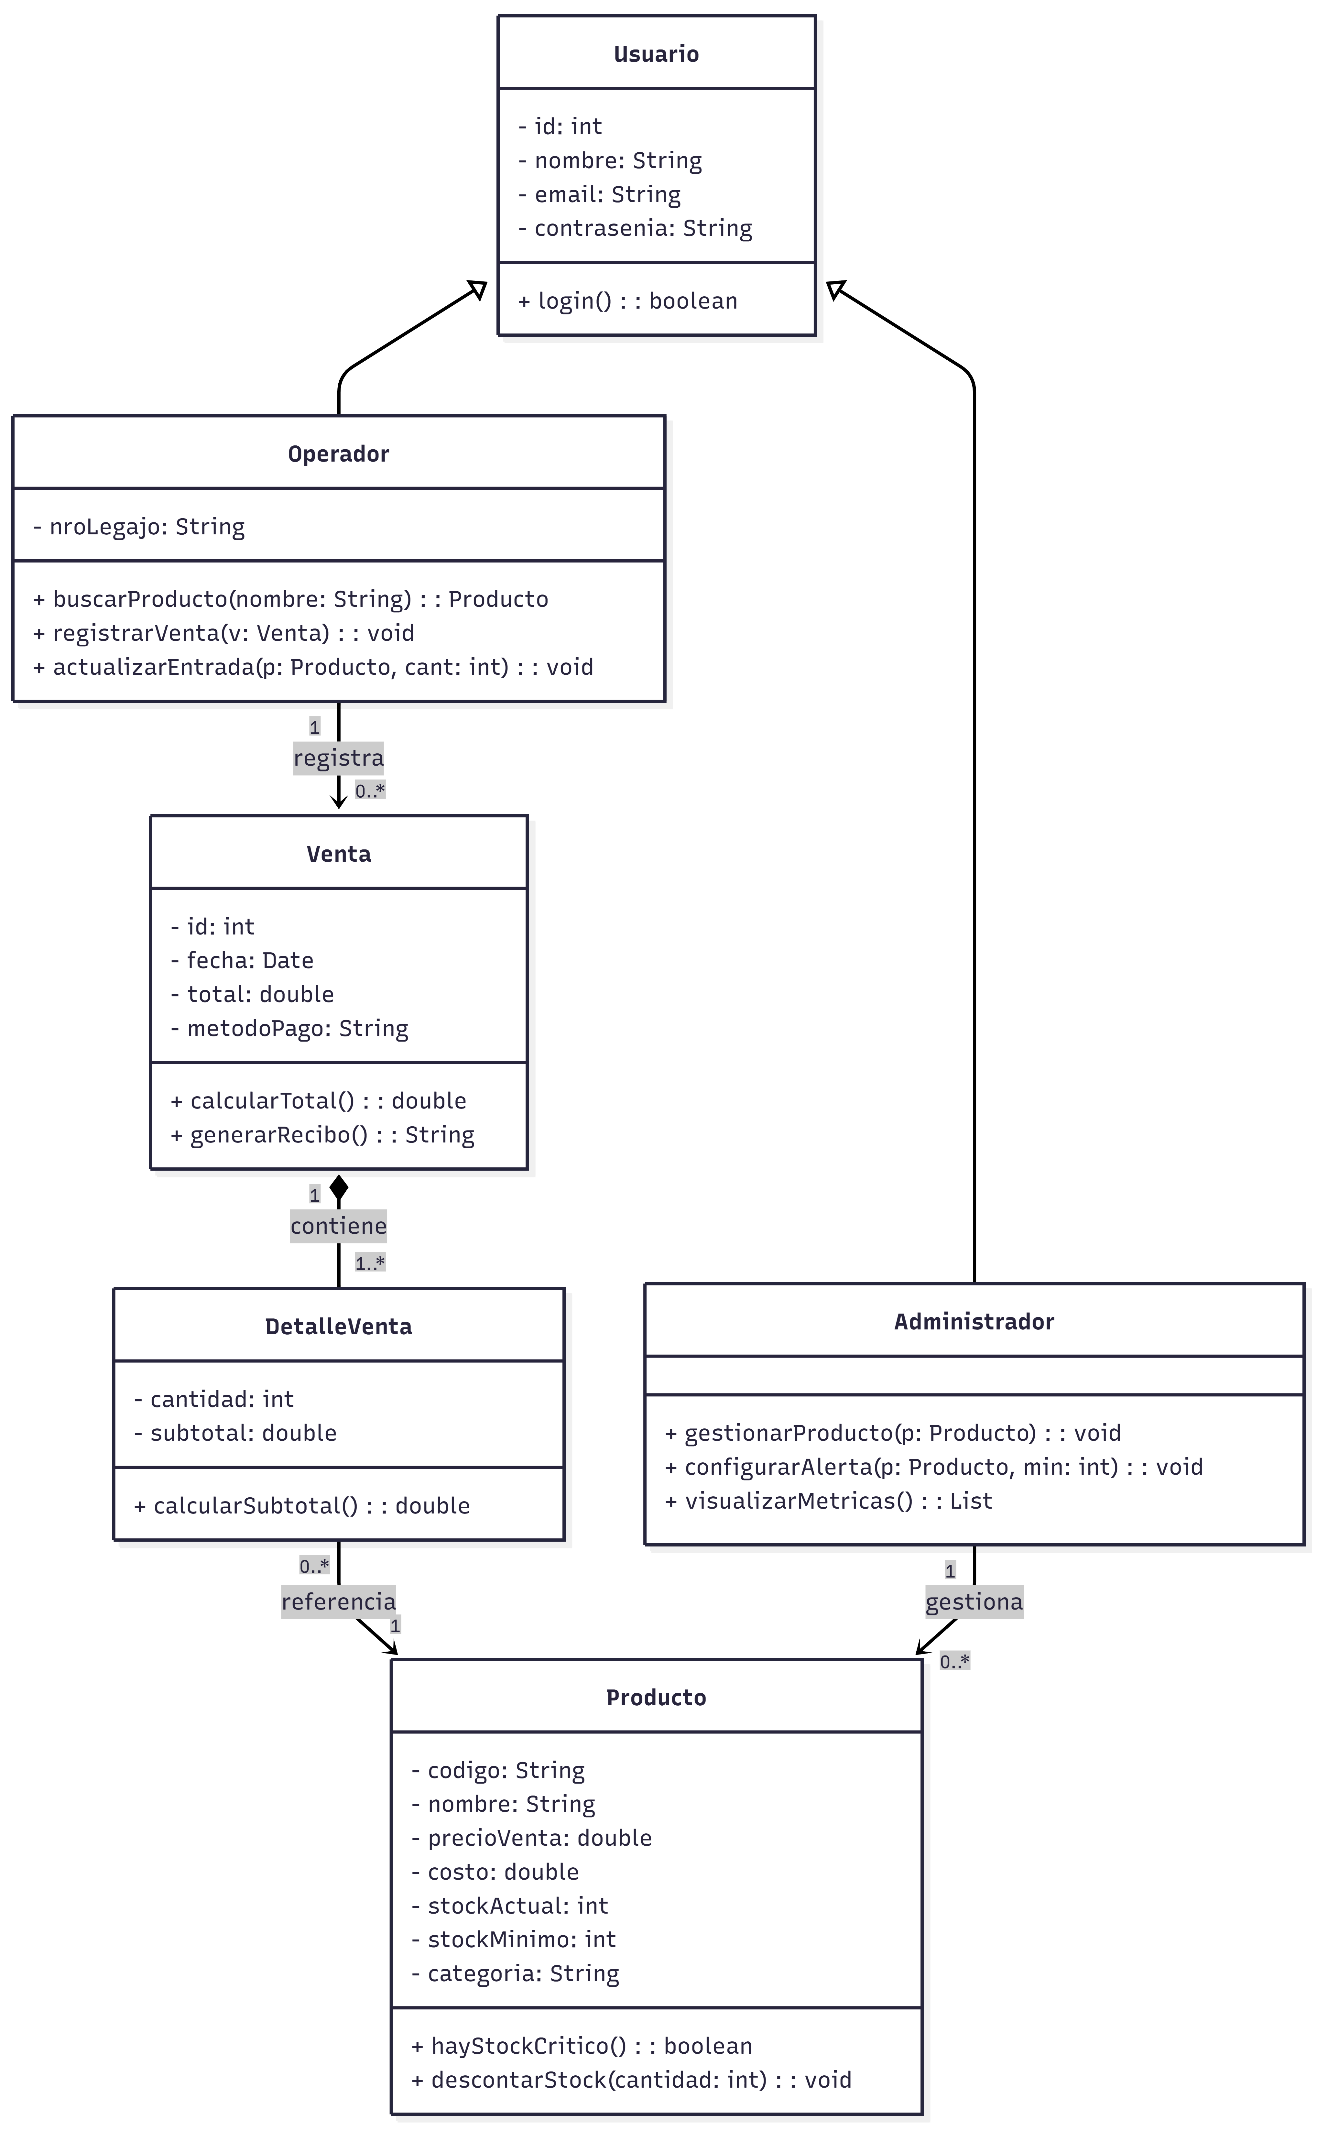 Usuario
- id: int
- nombre: String
- email: String
- contrasenia: String
+ login() : : boolean
Operador
- nroLegajo: String
+ buscarProducto(nombre: String) : : Producto
+ registrarVenta(v: Venta) : : void
+ actualizarEntrada(p: Producto, cant: int) : : void
1
registra
0..*
Venta
- id: int
- fecha: Date
- total: double
- metodoPago: String
+ calcularTotal() : : double
+ generarRecibo() : : String
1
contiene
1..*
DetalleVenta
- cantidad: int
- subtotal: double
+ calcularSubtotal() : : double
Administrador
+ gestionarProducto(p: Producto) : : void
+ configurarAlerta(p: Producto, min: int) : : void
+ visualizarMetricas() : : List
0..*
referencia
1
1
gestiona
0..*
Producto
- codigo: String
- nombre: String
- precioVenta: double
- costo: double
- stockActual: int
- stockMinimo: int
- categoria: String
+ hayStockCritico() : : boolean
+ descontarStock(cantidad: int) : : void